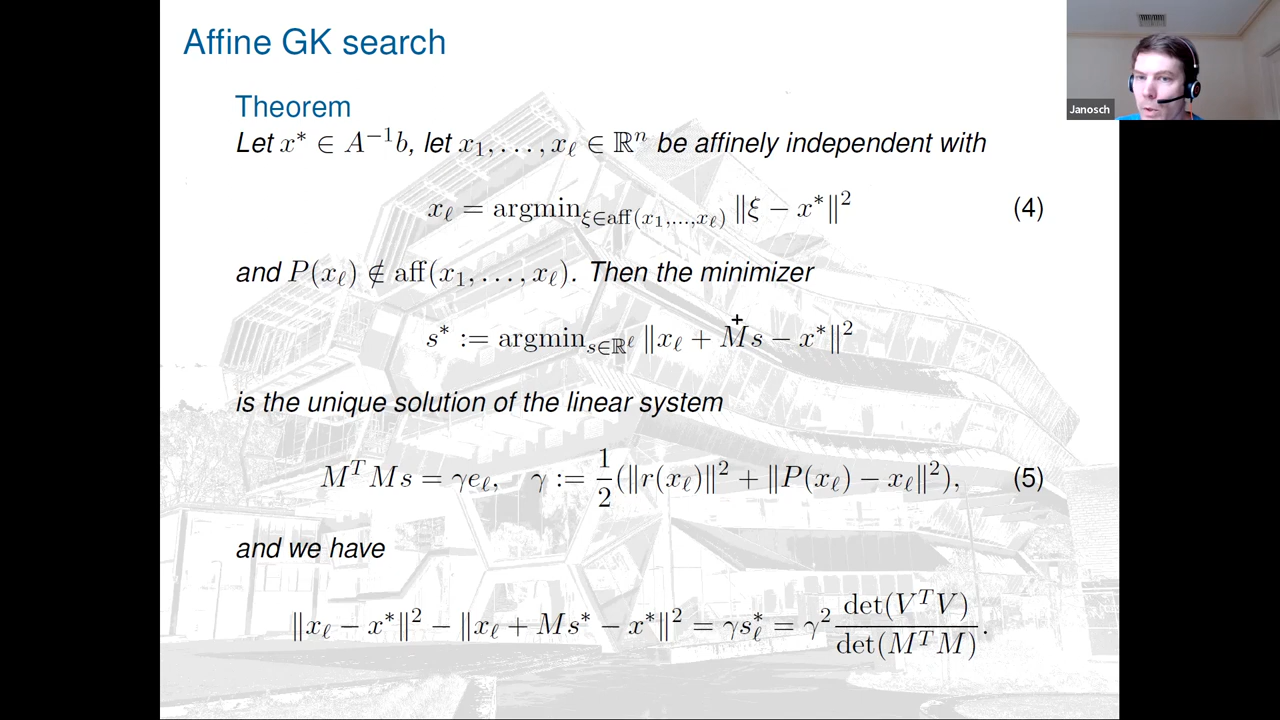 Affine GK search
Janosch
Theorem
Let x* ∈ A⁻¹b, let x₁, . . . , x_ℓ ∈ ℝⁿ be affinely independent with
x_ℓ = argmin_{ξ∈aff(x₁,...,x_ℓ)} ‖ξ − x*‖² (4)
and P(x_ℓ) ∉ aff(x₁, . . . , x_ℓ). Then the minimizer
s* := argmin_{s∈ℝ^ℓ} ‖x_ℓ + Ms − x*‖²
is the unique solution of the linear system
MᵀMs = γe_ℓ, γ := 1/2(‖r(x_ℓ)‖² + ‖P(x_ℓ) − x_ℓ‖²), (5)
and we have
‖x_ℓ − x*‖² − ‖x_ℓ + Ms* − x*‖² = γs*_ℓ = γ² det(VᵀV)/det(MᵀM).